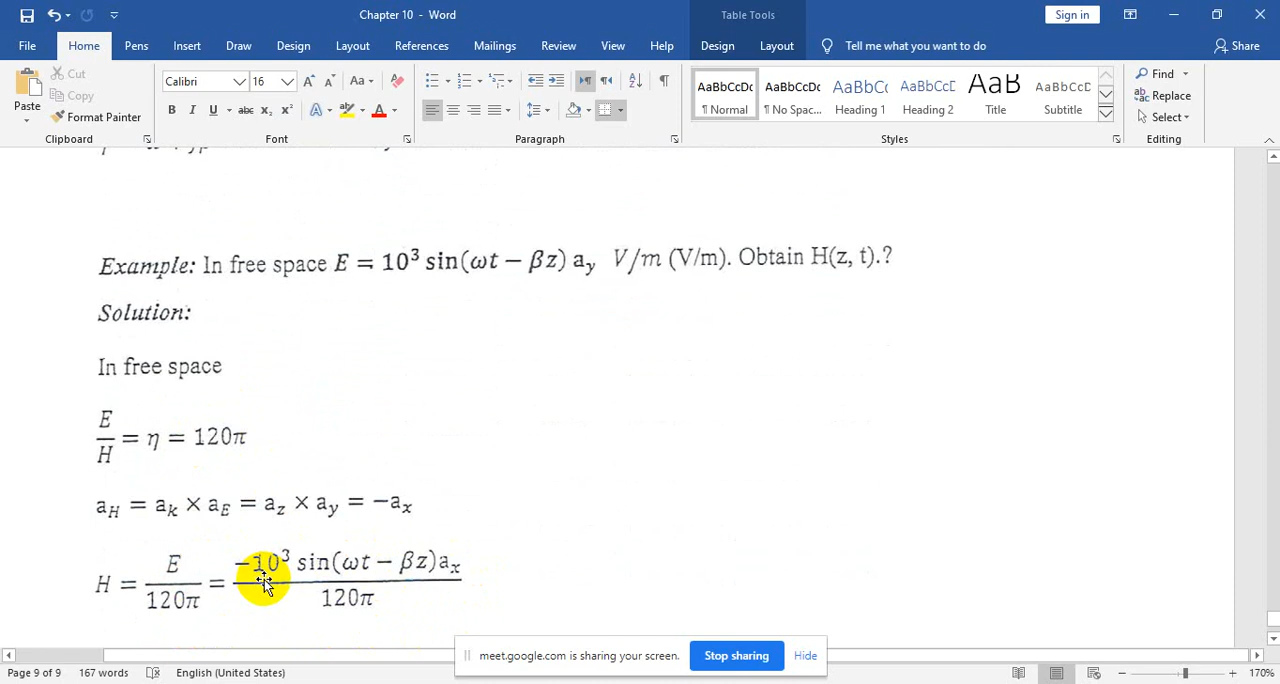 Chapter 10 - Word
Table Tools
Sign in
File Home Pens Insert Draw Design Layout References Mailings Review View Help Design Layout Tell me what you want to do Share
Paste
Cut
Copy
Format Painter
Clipboard
Calibri 16
Font
Paragraph
AaBbCcDc AaBbCcDc AaBbCc AaBbCcD AaB AaBbCcD
¶ Normal ¶ No Spac... Heading 1 Heading 2 Title Subtitle
Styles
Find
Replace
Select
Editing
Example: In free space E = 10³ sin(ωt − βz) a_y V/m (V/m). Obtain H(z, t).?
Solution:
In free space
E/H = η = 120π
a_H = a_k × a_E = a_z × a_y = −a_x
H = E/120π = −10³ sin(ωt − βz)a_x/120π
meet.google.com is sharing your screen. Stop sharing Hide
Page 9 of 9 167 words English (United States) 170%